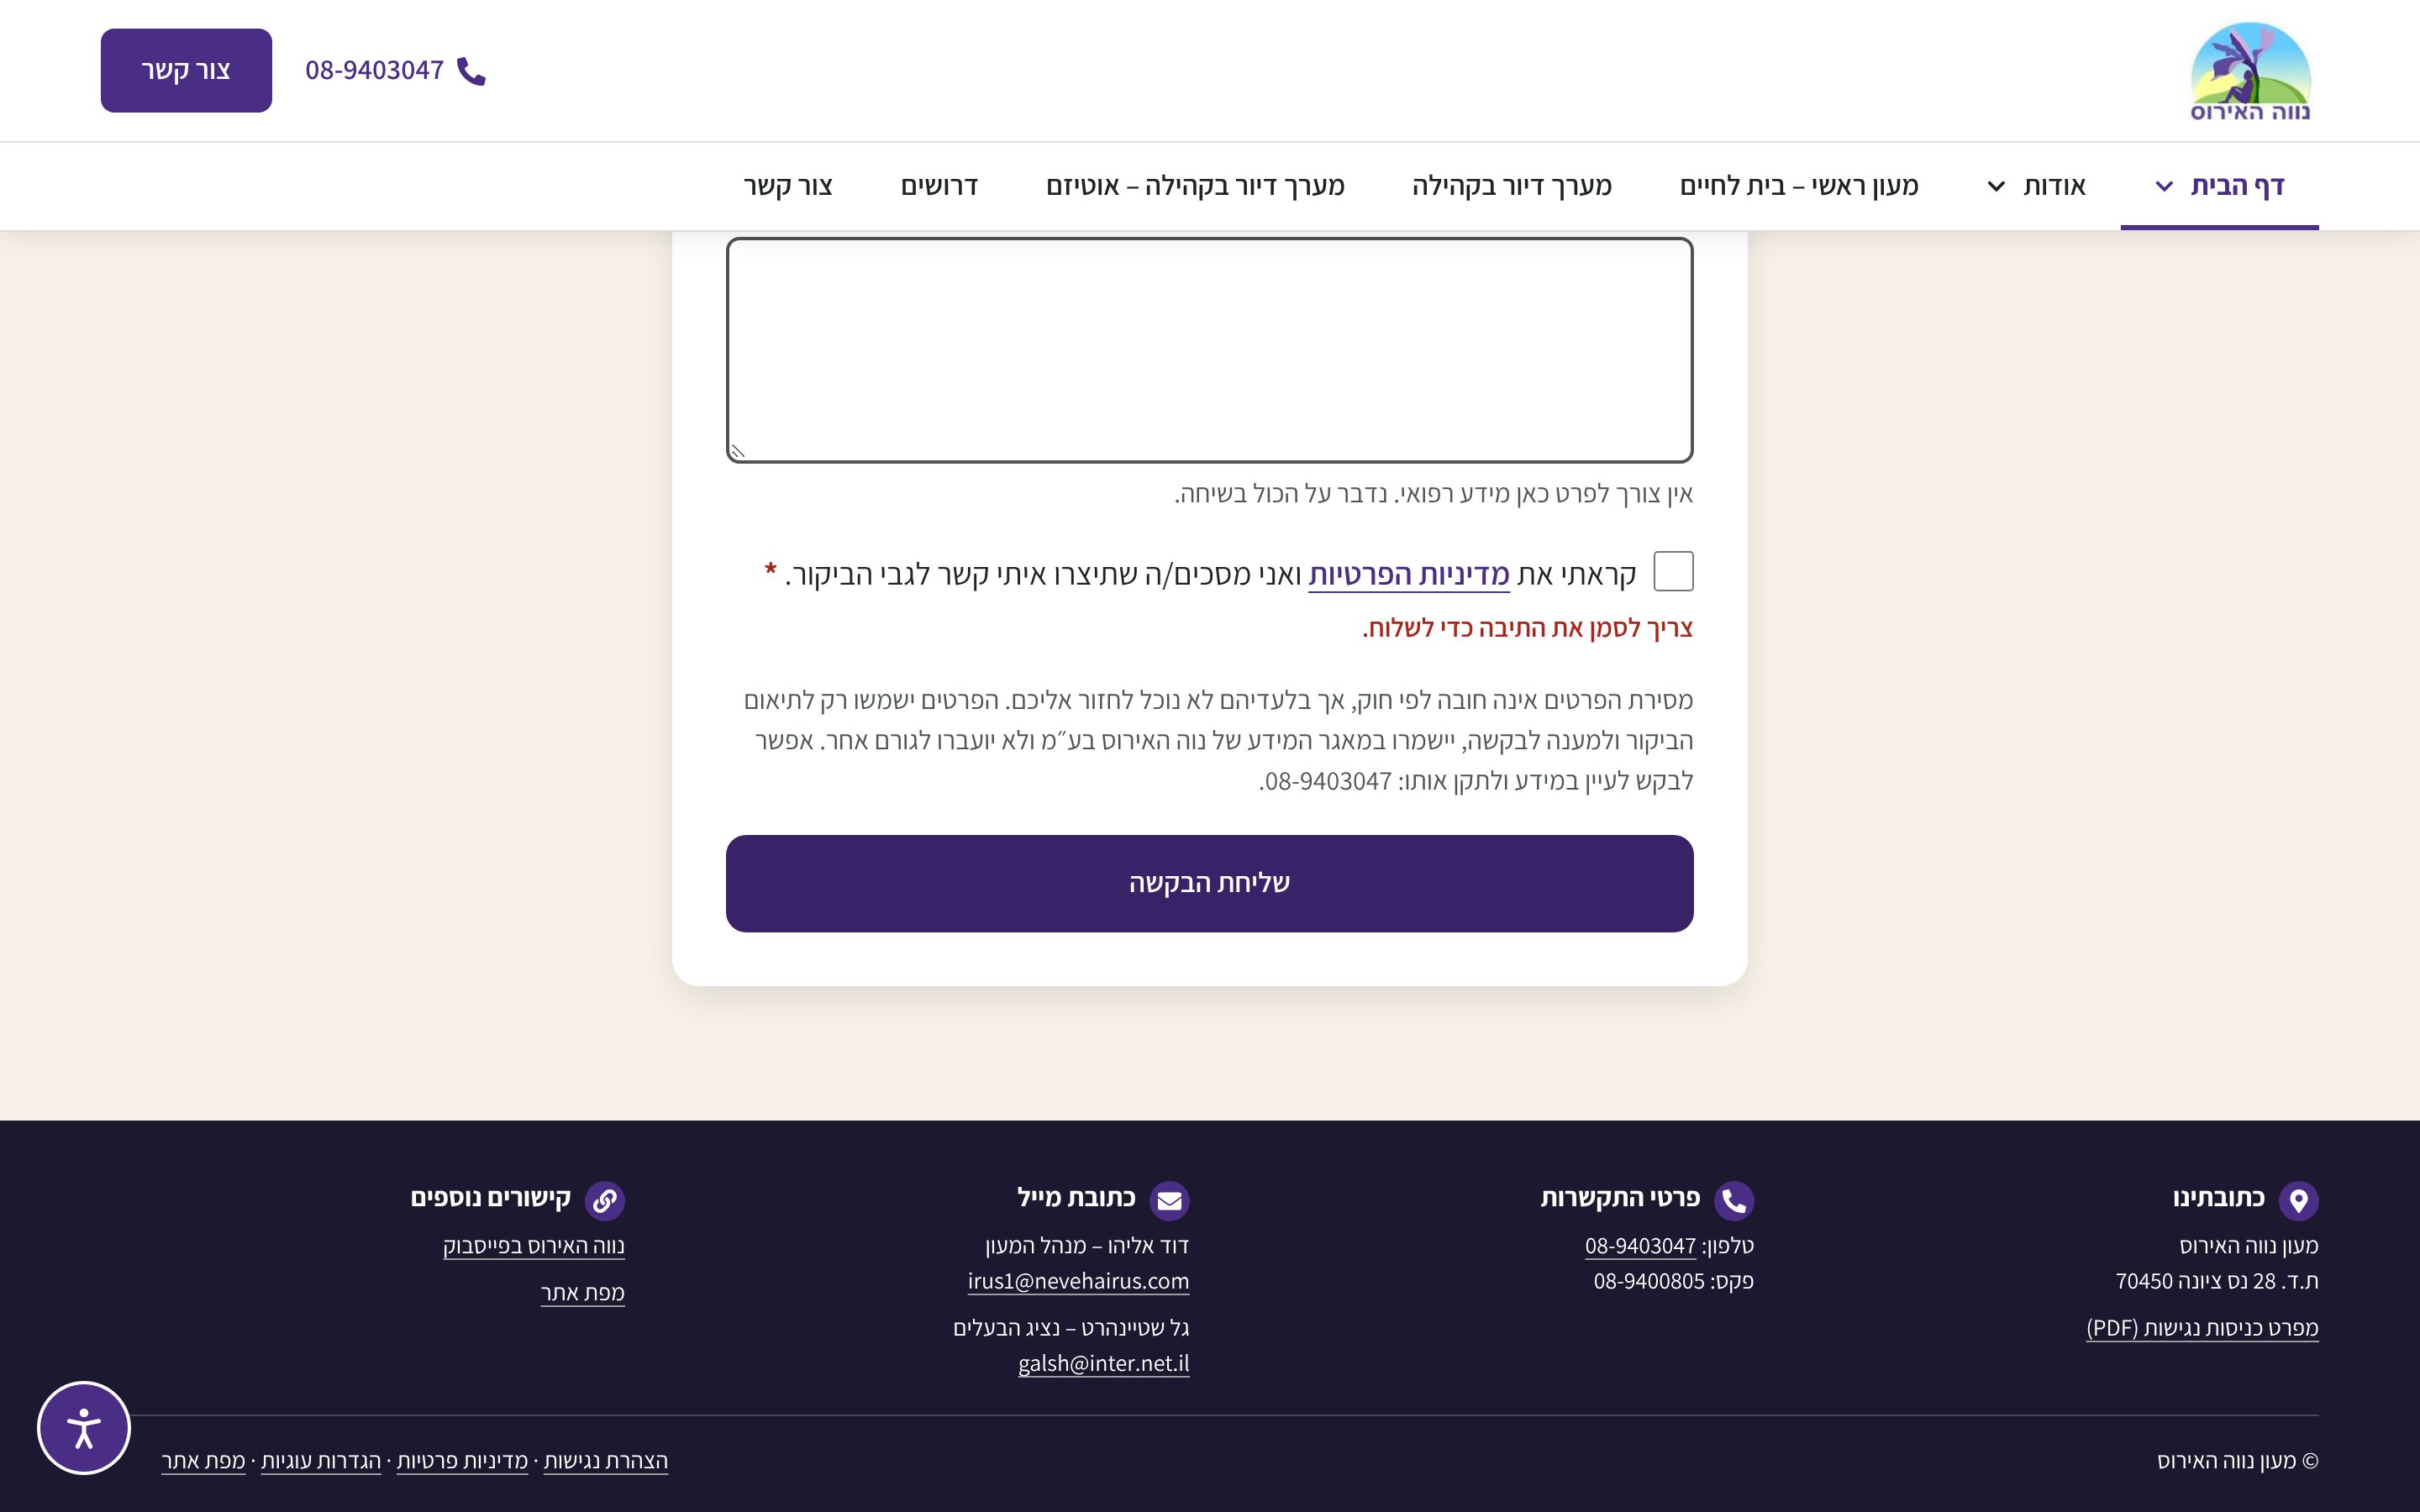 נווה האירוס
08-9403047
צור קשר
דף הבית
אודות
מעון ראשי – בית לחיים
מערך דיור בקהילה
מערך דיור בקהילה – אוטיזם
דרושים
צור קשר
אין צורך לפרט כאן מידע רפואי. נדבר על הכול בשיחה.
קראתי את מדיניות הפרטיות ואני מסכים/ה שתיצרו איתי קשר לגבי הביקור. *
צריך לסמן את התיבה כדי לשלוח.
מסירת הפרטים אינה חובה לפי חוק, אך בלעדיהם לא נוכל לחזור אליכם. הפרטים ישמשו רק לתיאום
הביקור ולמענה לבקשה, יישמרו במאגר המידע של נוה האירוס בע״מ ולא יועברו לגורם אחר. אפשר
לבקש לעיין במידע ולתקן אותו: 08-9403047.
שליחת הבקשה
כתובתינו
מעון נווה האירוס
ת.ד. 28 נס ציונה 70450
מפרט כניסות נגישות (PDF)
פרטי התקשרות
טלפון: 08-9403047
פקס: 08-9400805
כתובת מייל
דוד אליהו – מנהל המעון
irus1@nevehairus.com
גל שטיינהרט – נציג הבעלים
galsh@inter.net.il
קישורים נוספים
נווה האירוס בפייסבוק
מפת אתר
© מעון נווה האירוס
הצהרת נגישות · מדיניות פרטיות · הגדרות עוגיות · מפת אתר